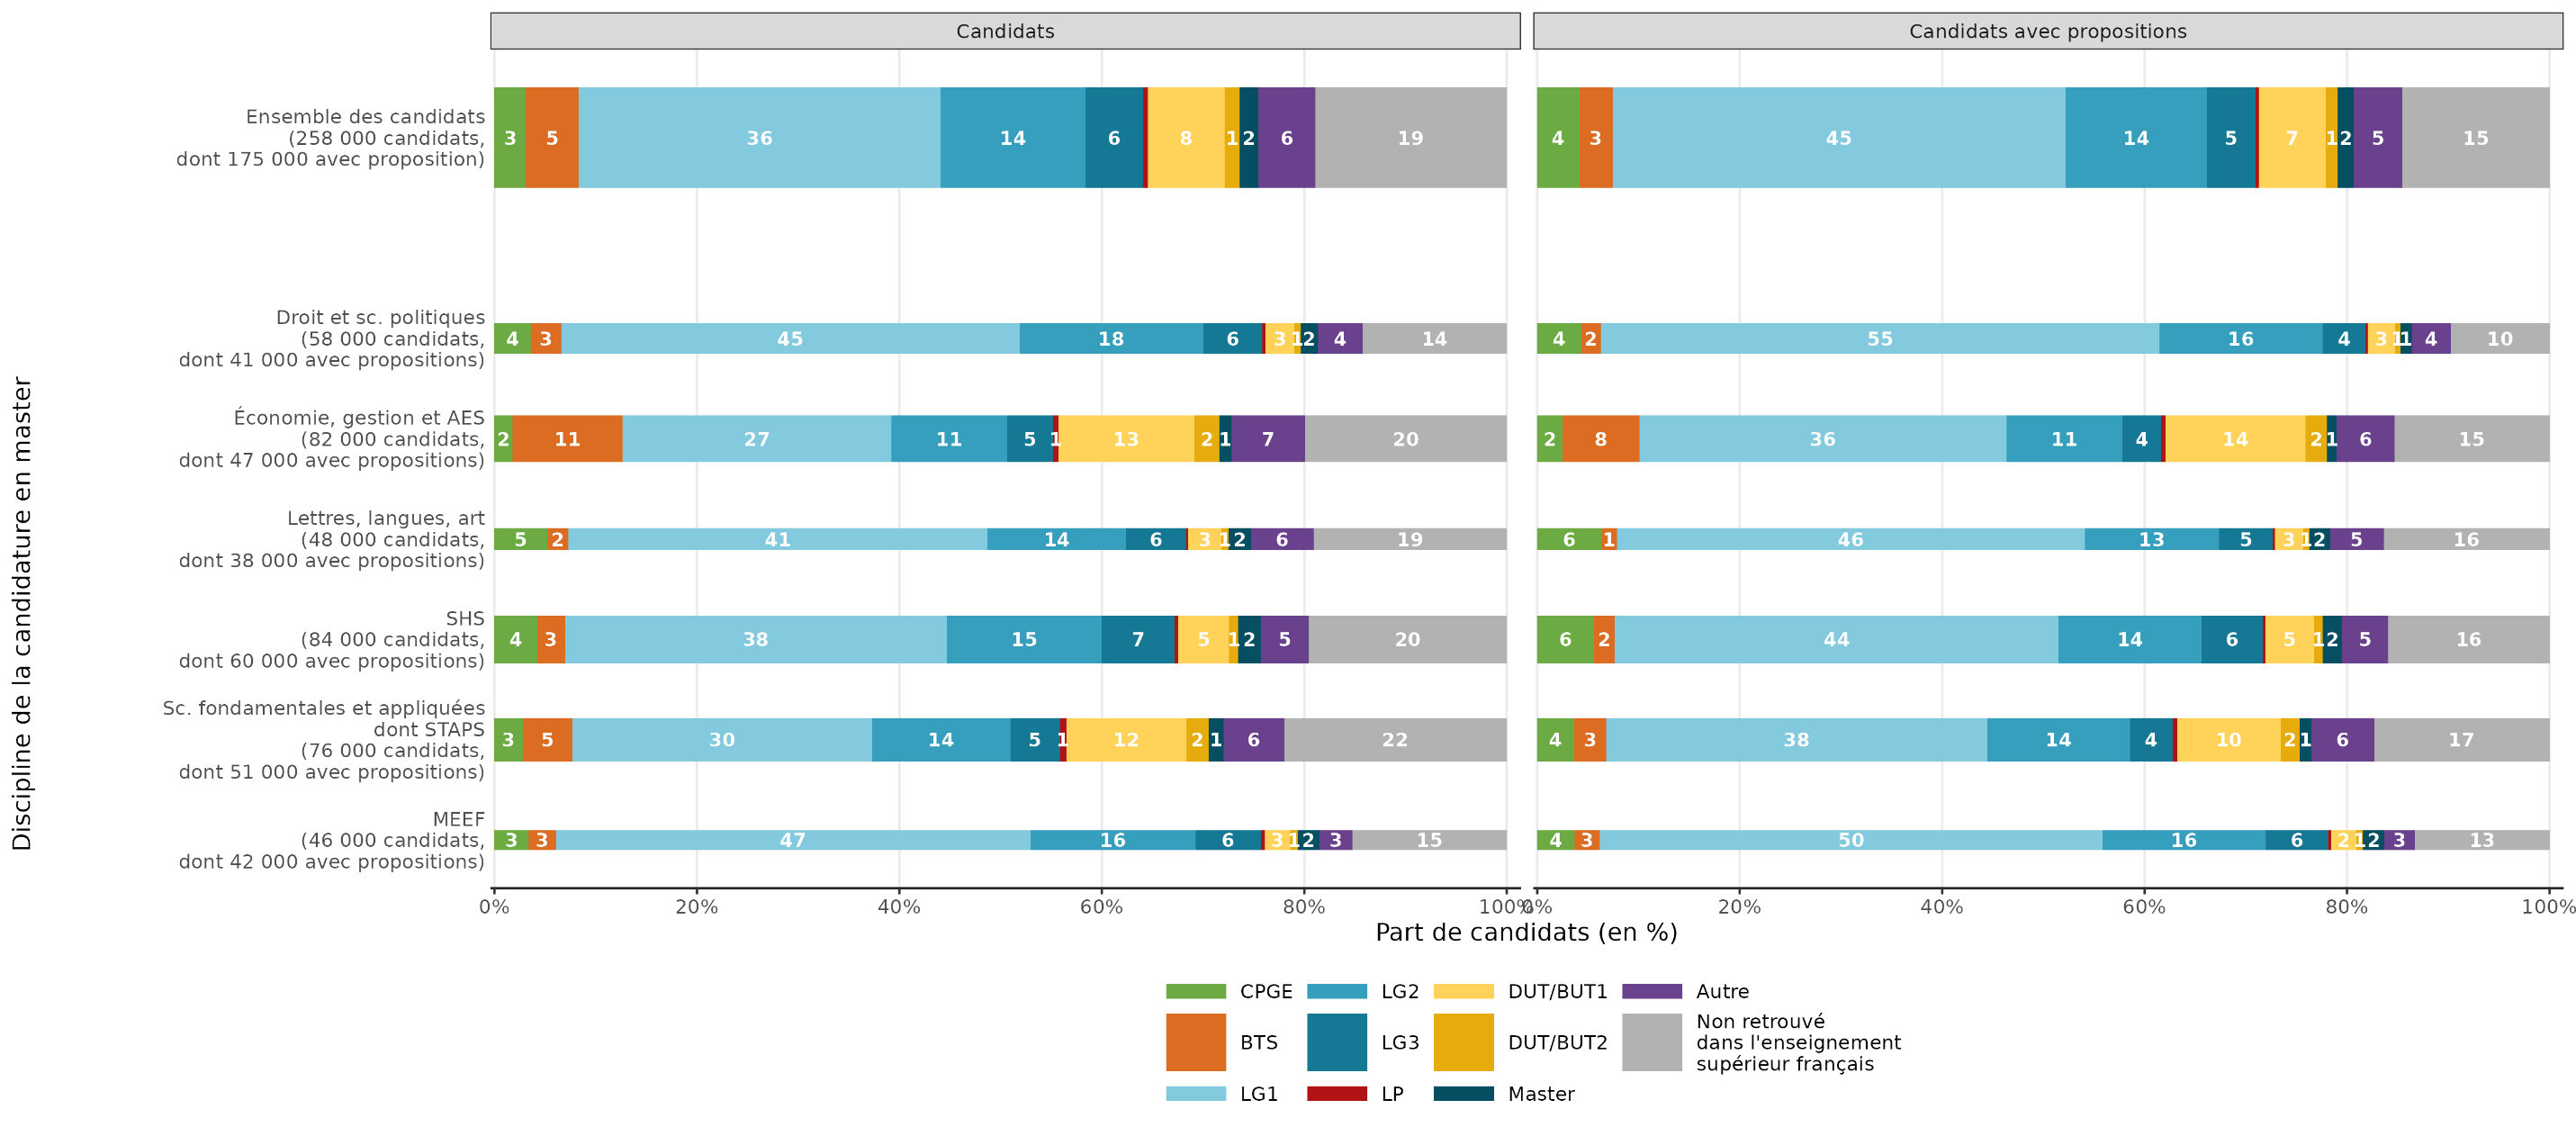 Candidats
Candidats avec propositions
Discipline de la candidature en master
Ensemble des candidats
(258 000 candidats,
dont 175 000 avec proposition)
3 5 36 14 6 8 1 2 6 19
4 3 45 14 5 7 1 2 5 15
Droit et sc. politiques
(58 000 candidats,
dont 41 000 avec propositions)
4 3 45 18 6 3 1 2 4 14
4 2 55 16 4 3 1 1 4 10
Économie, gestion et AES
(82 000 candidats,
dont 47 000 avec propositions)
2 11 27 11 5 1 13 2 1 7 20
2 8 36 11 4 14 2 1 6 15
Lettres, langues, art
(48 000 candidats,
dont 38 000 avec propositions)
5 2 41 14 6 3 1 2 6 19
6 1 46 13 5 3 1 2 5 16
SHS
(84 000 candidats,
dont 60 000 avec propositions)
4 3 38 15 7 5 1 2 5 20
6 2 44 14 6 5 1 2 5 16
Sc. fondamentales et appliquées
dont STAPS
(76 000 candidats,
dont 51 000 avec propositions)
3 5 30 14 5 1 12 2 1 6 22
4 3 38 14 4 10 2 1 6 17
MEEF
(46 000 candidats,
dont 42 000 avec propositions)
3 3 47 16 6 3 1 2 3 15
4 3 50 16 6 2 1 2 3 13
0% 20% 40% 60% 80% 100%
0% 20% 40% 60% 80% 100%
Part de candidats (en %)
CPGE
BTS
LG1
LG2
LG3
LP
DUT/BUT1
DUT/BUT2
Master
Autre
Non retrouvé
dans l'enseignement
supérieur français